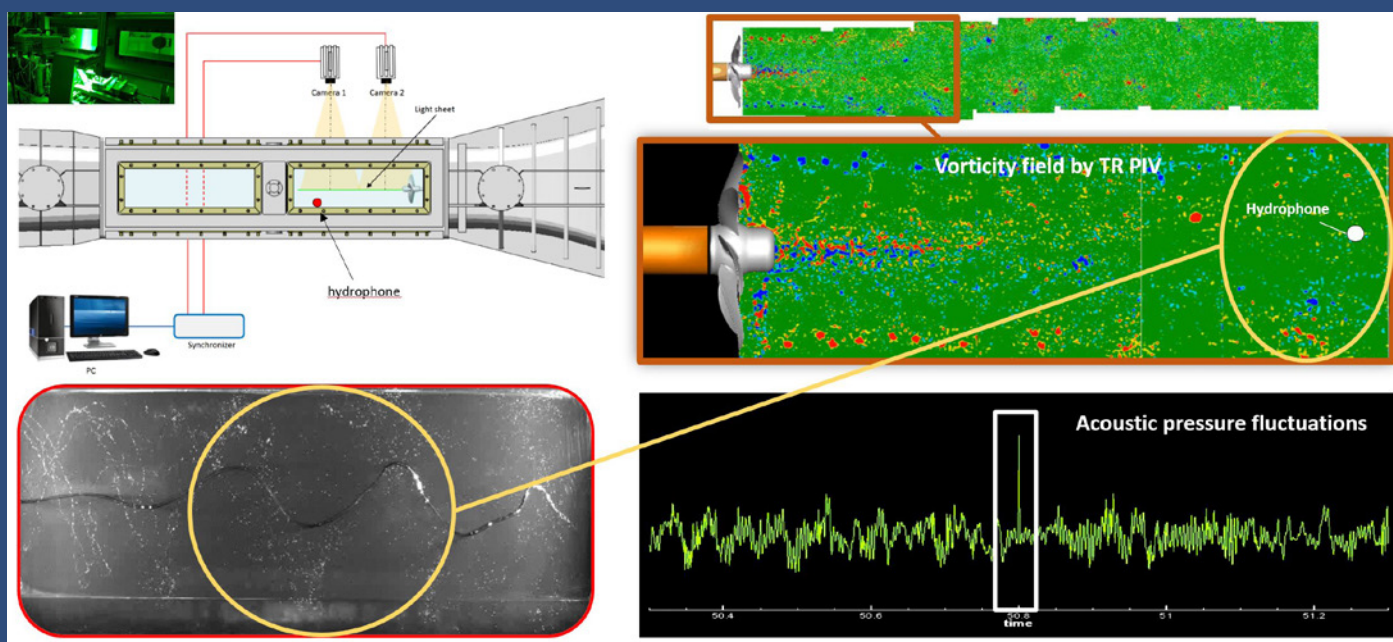 Camera 1
Camera 2
Light sheet
hydrophone
Synchronizer
PC
Vorticity field by TR PIV
Hydrophone
Acoustic pressure fluctuations
50.4
50.6
50.8
51
51.2
time